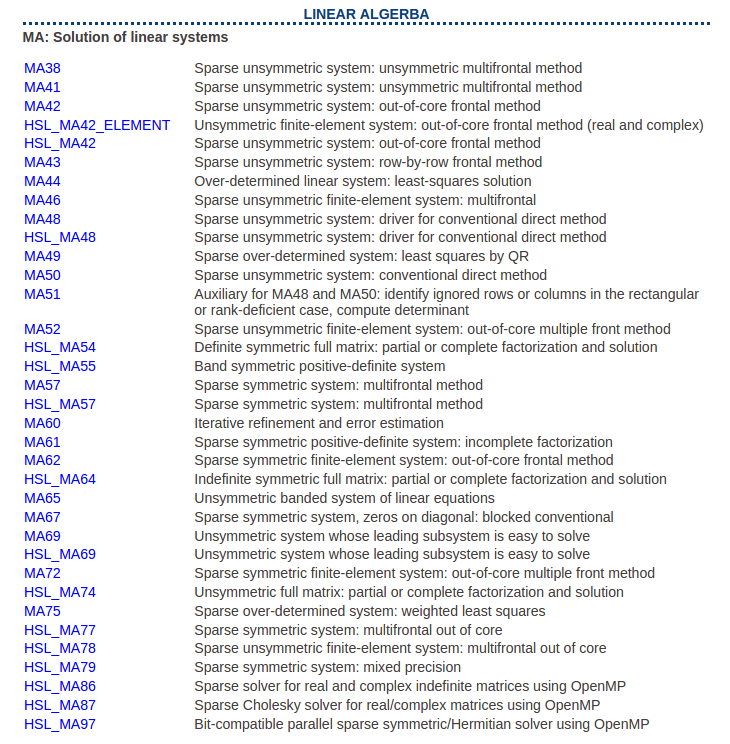 LINEAR ALGERBA
MA: Solution of linear systems
MA38 Sparse unsymmetric system: unsymmetric multifrontal method
MA41 Sparse unsymmetric system: unsymmetric multifrontal method
MA42 Sparse unsymmetric system: out-of-core frontal method
HSL_MA42_ELEMENT Unsymmetric finite-element system: out-of-core frontal method (real and complex)
HSL_MA42 Sparse unsymmetric system: out-of-core frontal method
MA43 Sparse unsymmetric system: row-by-row frontal method
MA44 Over-determined linear system: least-squares solution
MA46 Sparse unsymmetric finite-element system: multifrontal
MA48 Sparse unsymmetric system: driver for conventional direct method
HSL_MA48 Sparse unsymmetric system: driver for conventional direct method
MA49 Sparse over-determined system: least squares by QR
MA50 Sparse unsymmetric system: conventional direct method
MA51 Auxiliary for MA48 and MA50: identify ignored rows or columns in the rectangular
or rank-deficient case, compute determinant
MA52 Sparse unsymmetric finite-element system: out-of-core multiple front method
HSL_MA54 Definite symmetric full matrix: partial or complete factorization and solution
HSL_MA55 Band symmetric positive-definite system
MA57 Sparse symmetric system: multifrontal method
HSL_MA57 Sparse symmetric system: multifrontal method
MA60 Iterative refinement and error estimation
MA61 Sparse symmetric positive-definite system: incomplete factorization
MA62 Sparse symmetric finite-element system: out-of-core frontal method
HSL_MA64 Indefinite symmetric full matrix: partial or complete factorization and solution
MA65 Unsymmetric banded system of linear equations
MA67 Sparse symmetric system, zeros on diagonal: blocked conventional
MA69 Unsymmetric system whose leading subsystem is easy to solve
HSL_MA69 Unsymmetric system whose leading subsystem is easy to solve
MA72 Sparse symmetric finite-element system: out-of-core multiple front method
HSL_MA74 Unsymmetric full matrix: partial or complete factorization and solution
MA75 Sparse over-determined system: weighted least squares
HSL_MA77 Sparse symmetric system: multifrontal out of core
HSL_MA78 Sparse unsymmetric finite-element system: multifrontal out of core
HSL_MA79 Sparse symmetric system: mixed precision
HSL_MA86 Sparse solver for real and complex indefinite matrices using OpenMP
HSL_MA87 Sparse Cholesky solver for real/complex matrices using OpenMP
HSL_MA97 Bit-compatible parallel sparse symmetric/Hermitian solver using OpenMP